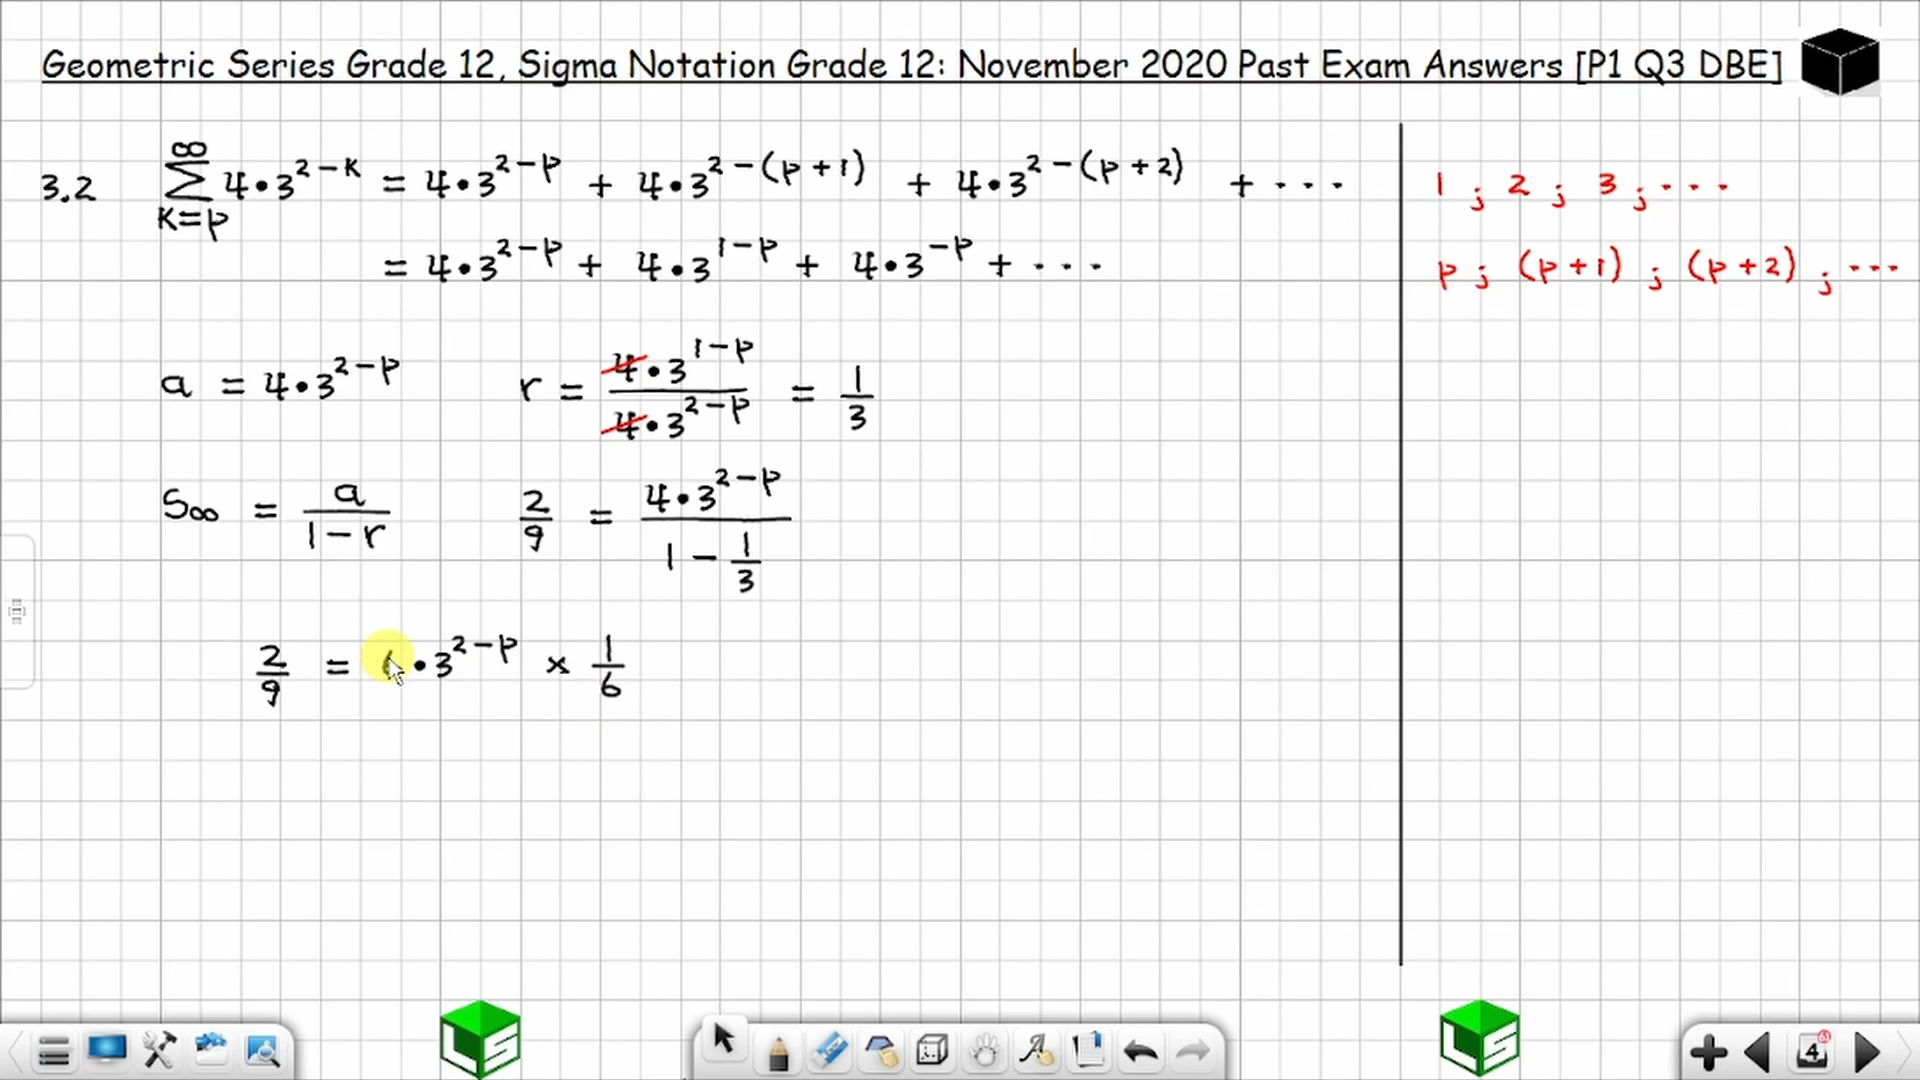 Geometric Series Grade 12, Sigma Notation Grade 12: November 2020 Past Exam Answers [P1 Q3 DBE]
3.2 ∞ Σ k=p 4•3^(2-k) = 4•3^(2-p) + 4•3^(2-(p+1)) + 4•3^(2-(p+2)) + ...
= 4•3^(2-p) + 4•3^(1-p) + 4•3^(-p) + ...
a = 4•3^(2-p) r = 4•3^(1-p) / 4•3^(2-p) = 1/3
S∞ = a/(1-r) 2/9 = 4•3^(2-p) / (1 - 1/3)
2/9 = •3^(2-p) × 1/6
1 ; 2 ; 3 ; ...
p ; (p+1) ; (p+2) ; ...
LS
LS
4